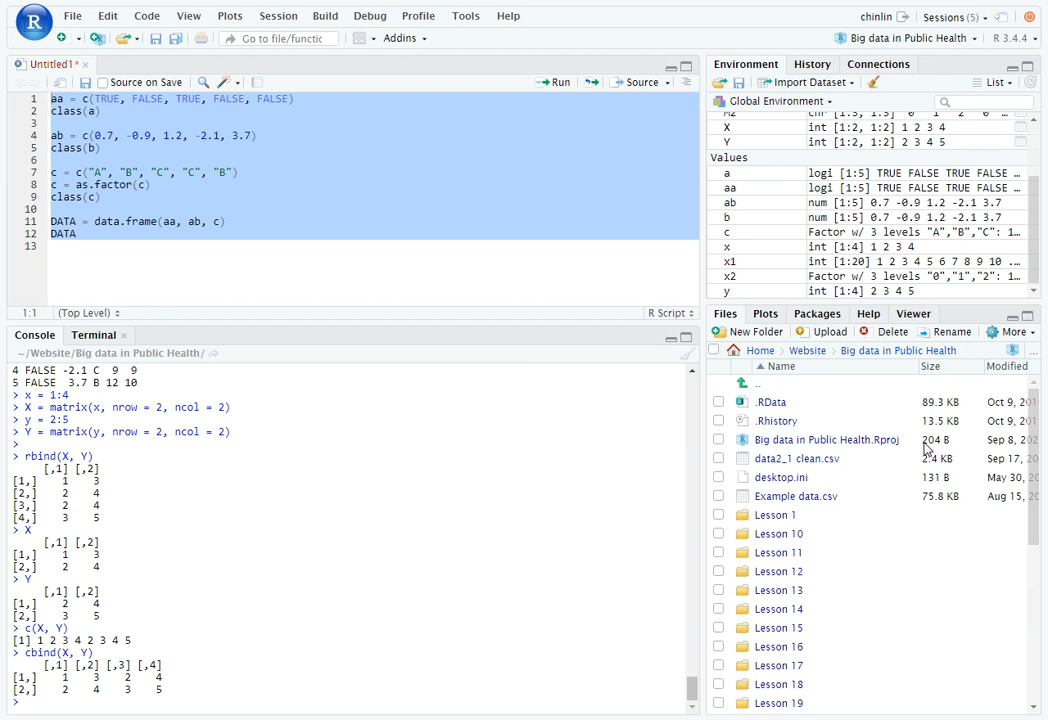 File Edit Code View Plots Session Build Debug Profile Tools Help
chinlin Sessions (5)
Go to file/functic Addins
Big data in Public Health R 3.4.4
Untitled1*
Source on Save Run Source
1 aa = c(TRUE, FALSE, TRUE, FALSE, FALSE)
2 class(a)
3
4 ab = c(0.7, -0.9, 1.2, -2.1, 3.7)
5 class(b)
6
7 c = c("A", "B", "C", "C", "B")
8 c = as.factor(c)
9 class(c)
10
11 DATA = data.frame(aa, ab, c)
12 DATA
13
1:1 (Top Level) R Script
Console Terminal
~/Website/Big data in Public Health/
4 FALSE -2.1 C 9 9
5 FALSE 3.7 B 12 10
> x = 1:4
> X = matrix(x, nrow = 2, ncol = 2)
> y = 2:5
> Y = matrix(y, nrow = 2, ncol = 2)
>
> rbind(X, Y)
[,1] [,2]
[1,] 1 3
[2,] 2 4
[3,] 2 4
[4,] 3 5
> X
[,1] [,2]
[1,] 1 3
[2,] 2 4
> Y
[,1] [,2]
[1,] 2 4
[2,] 3 5
> c(X, Y)
[1] 1 2 3 4 2 3 4 5
> cbind(X, Y)
[,1] [,2] [,3] [,4]
[1,] 1 3 2 4
[2,] 2 4 3 5
>
Environment History Connections
Import Dataset List
Global Environment
X int [1:2, 1:2] 1 2 3 4
Y int [1:2, 1:2] 2 3 4 5
Values
a logi [1:5] TRUE FALSE TRUE FALSE …
aa logi [1:5] TRUE FALSE TRUE FALSE …
ab num [1:5] 0.7 -0.9 1.2 -2.1 3.7
b num [1:5] 0.7 -0.9 1.2 -2.1 3.7
c Factor w/ 3 levels "A","B","C": 1…
x int [1:4] 1 2 3 4
x1 int [1:20] 1 2 3 4 5 6 7 8 9 10 ...
x2 Factor w/ 3 levels "0","1","2": 1…
y int [1:4] 2 3 4 5
Files Plots Packages Help Viewer
New Folder Upload Delete Rename More
Home Website Big data in Public Health ...
Name Size Modified
..
.RData 89.3 KB Oct 9, 201
.Rhistory 13.5 KB Oct 9, 201
Big data in Public Health.Rproj 204 B Sep 8, 202
data2_1 clean.csv 2.4 KB Sep 17,
desktop.ini 131 B May 30,
Example data.csv 75.8 KB Aug 15,
Lesson 1
Lesson 10
Lesson 11
Lesson 12
Lesson 13
Lesson 14
Lesson 15
Lesson 16
Lesson 17
Lesson 18
Lesson 19